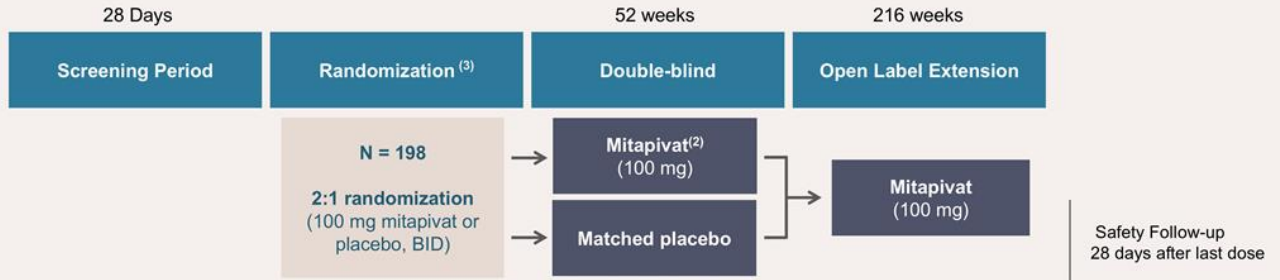 28 Days
52 weeks
216 weeks
Screening Period
Randomization (3)
Double-blind
Open Label Extension
N = 198
2:1 randomization
(100 mg mitapivat or
placebo, BID)
Mitapivat(2)
(100 mg)
Matched placebo
Mitapivat
(100 mg)
Safety Follow-up
28 days after last dose